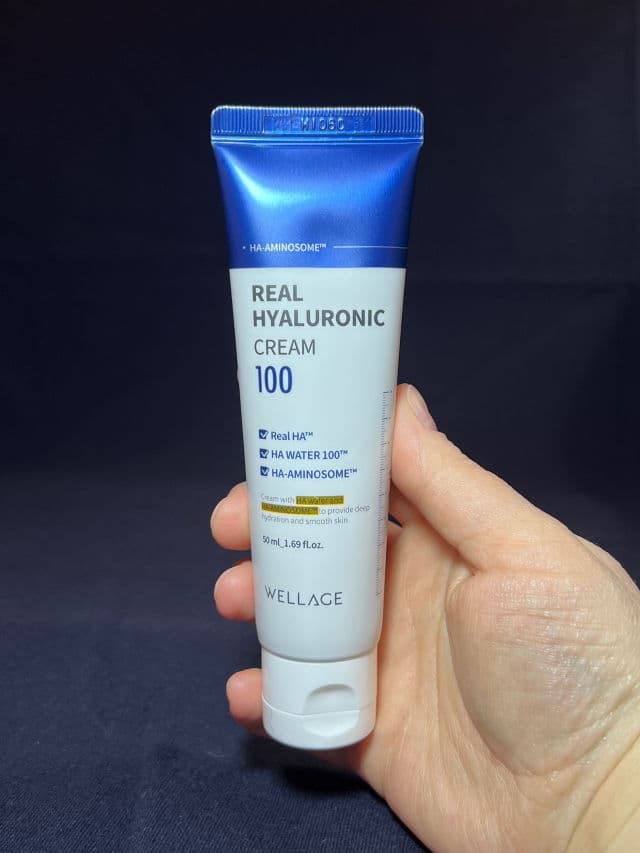 HA-AMINOSOME™
REAL
HYALURONIC
CREAM
100
Real HA™
HA WATER 100™
HA-AMINOSOME™
Cream with HA Water and
HA-AMINOSOME™ to provide deep
hydration and smooth skin.
50 ml_1.69 fl.oz.
WELLAGE